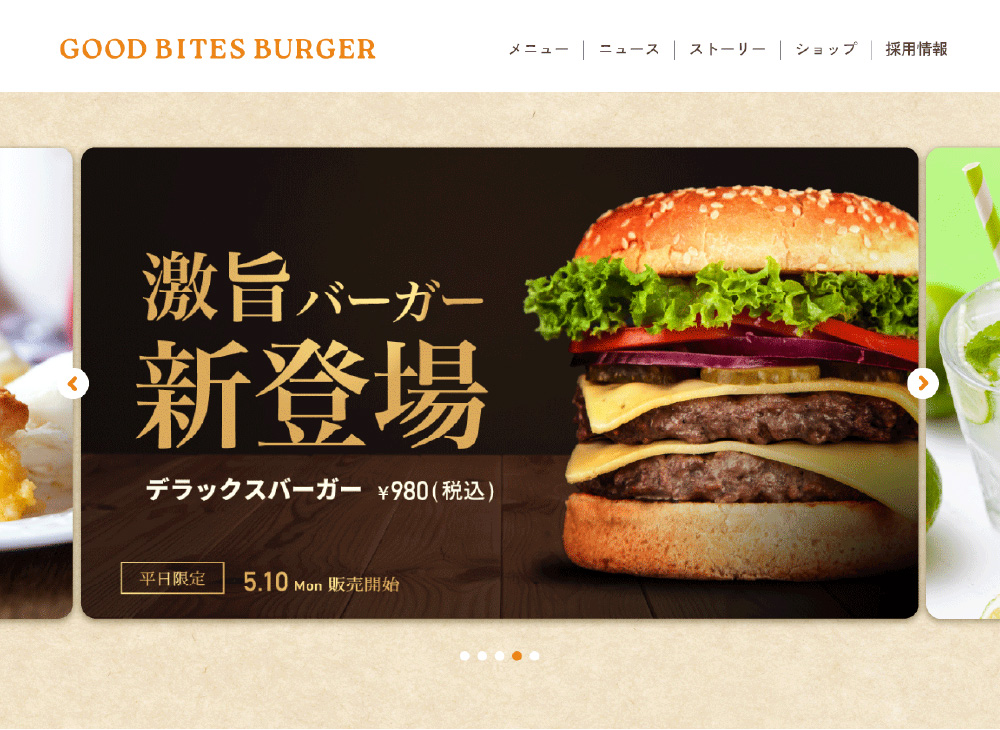 GOOD BITES BURGER
メニュー
ニュース
ストーリー
ショップ
採用情報
激旨バーガー
新登場
デラックスバーガー ¥980(税込)
平日限定 5.10 Mon 販売開始